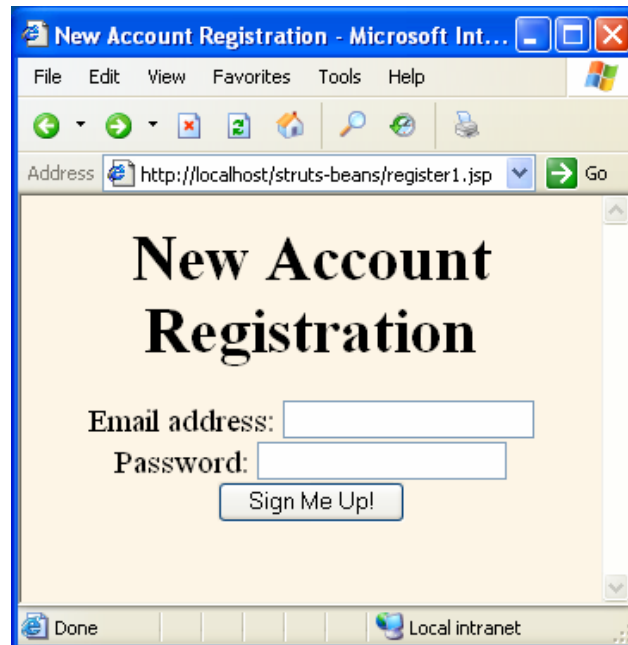 New Account Registration - Microsoft Int...
File Edit View Favorites Tools Help
Address http://localhost/struts-beans/register1.jsp Go
New Account
Registration
Email address:
Password:
Sign Me Up!
Done Local intranet